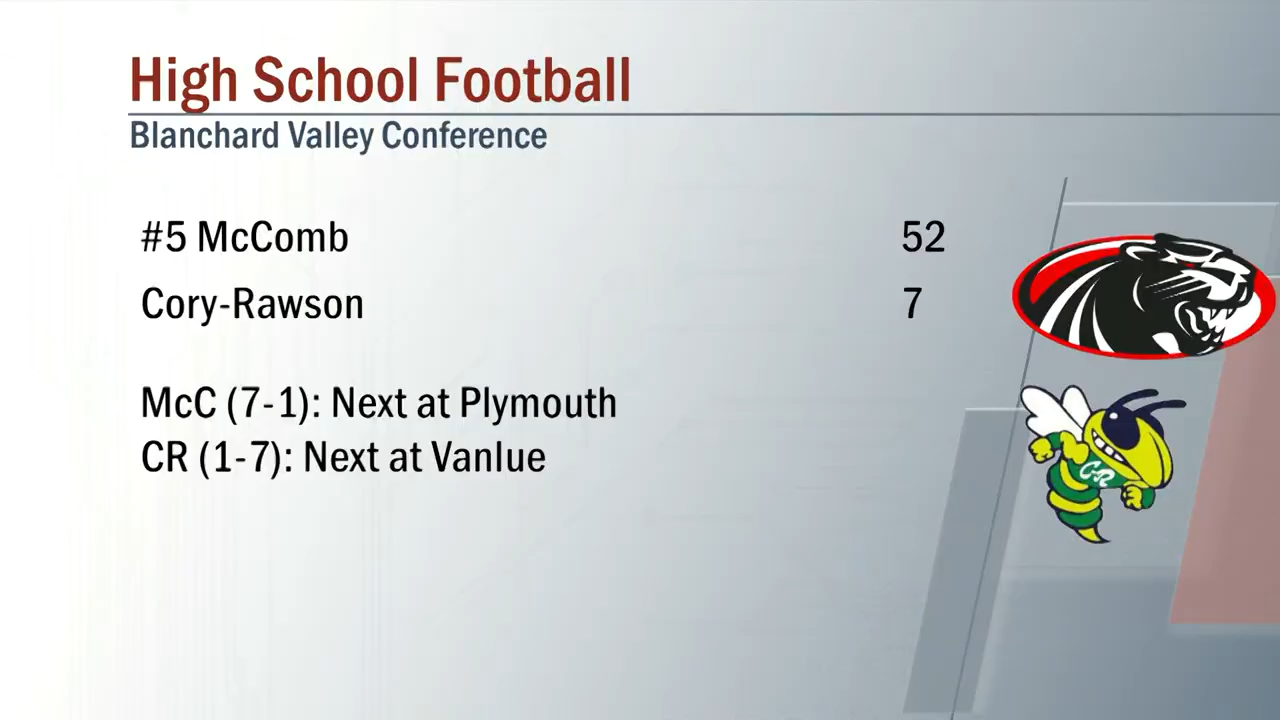 High School Football
Blanchard Valley Conference
#5 McComb 52
Cory-Rawson 7
McC (7-1): Next at Plymouth
CR (1-7): Next at Vanlue
C-R